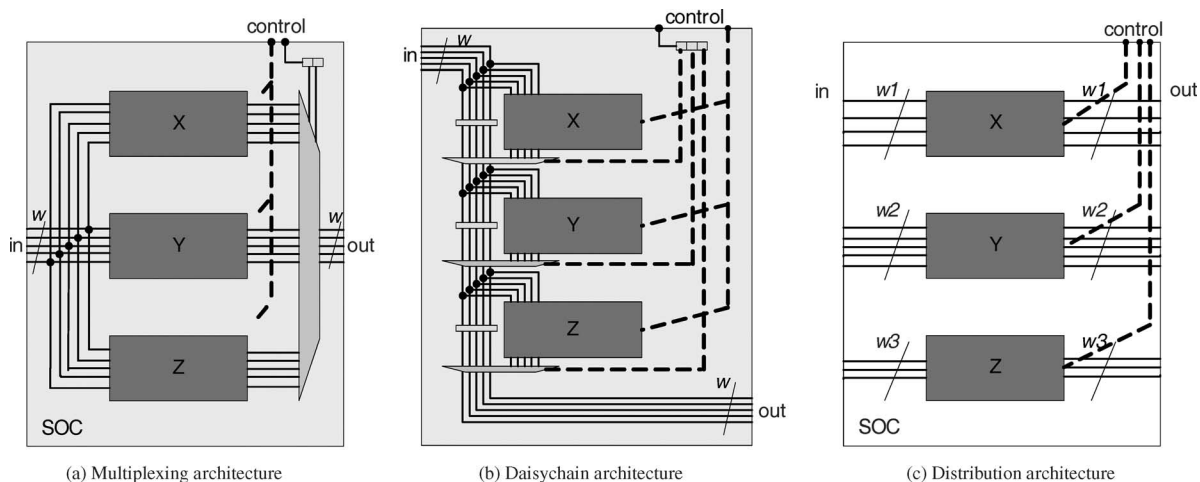 control
w
in
X
Y
Z
w
out
SOC
(a) Multiplexing architecture
control
w
in
X
Y
Z
w
out
(b) Daisychain architecture
control
in
w1
X
w1
out
w2
Y
w2
w3
Z
w3
SOC
(c) Distribution architecture